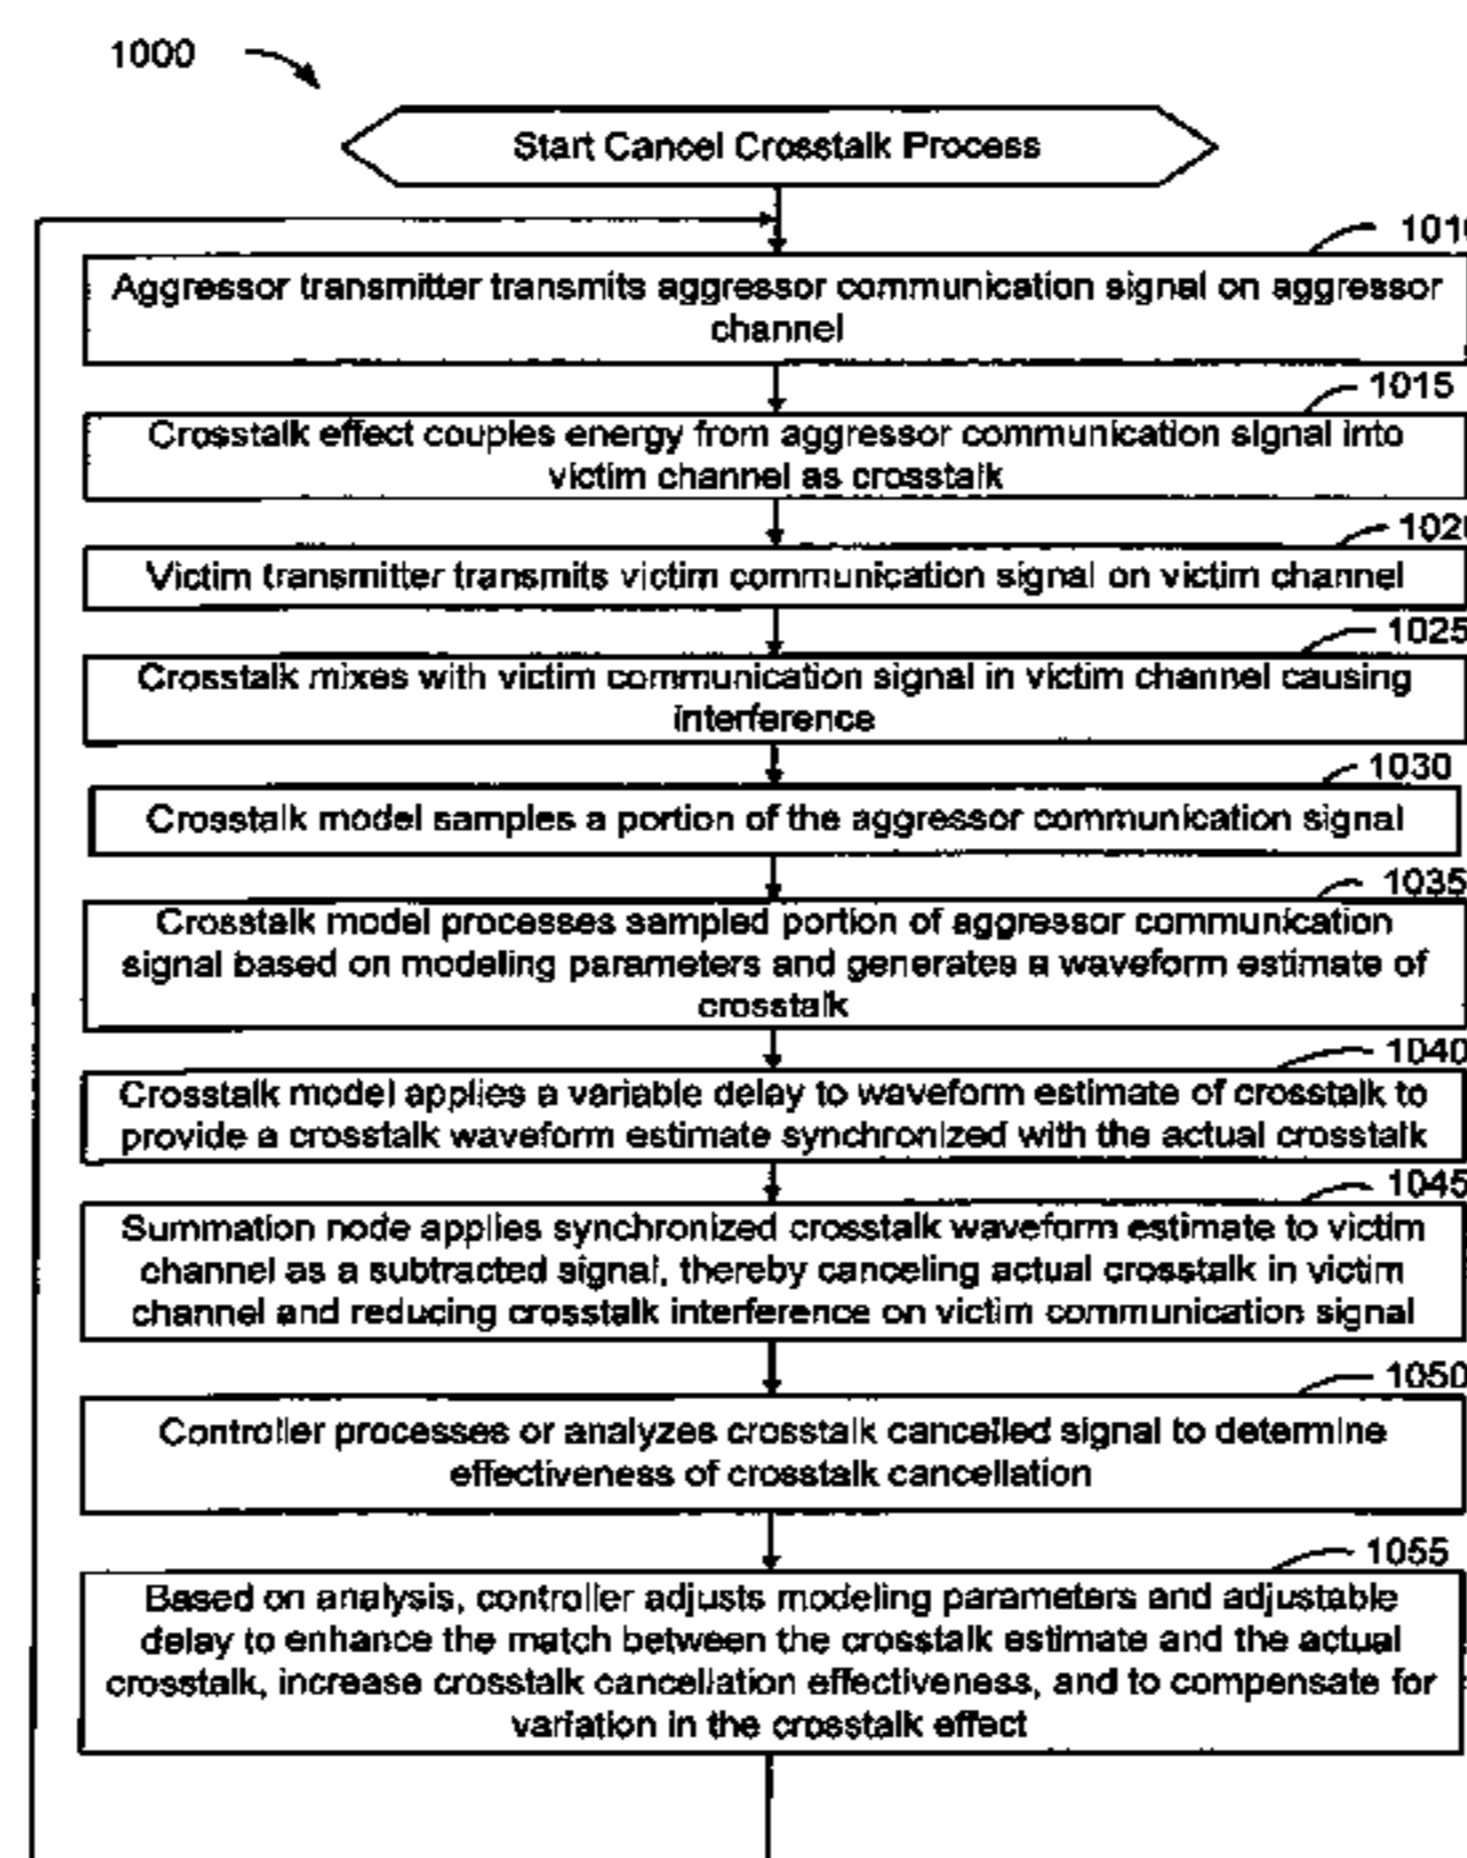 1000
Start Cancel Crosstalk Process
1010
Aggressor transmitter transmits aggressor communication signal on aggressor
channel
1015
Crosstalk effect couples energy from aggressor communication signal into
victim channel as crosstalk
1020
Victim transmitter transmits victim communication signal on victim channel
1025
Crosstalk mixes with victim communication signal in victim channel causing
interference
1030
Crosstalk model samples a portion of the aggressor communication signal
1035
Crosstalk model processes sampled portion of aggressor communication
signal based on modeling parameters and generates a waveform estimate of
crosstalk
1040
Crosstalk model applies a variable delay to waveform estimate of crosstalk to
provide a crosstalk waveform estimate synchronized with the actual crosstalk
1045
Summation node applies synchronized crosstalk waveform estimate to victim
channel as a subtracted signal, thereby canceling actual crosstalk in victim
channel and reducing crosstalk interference on victim communication signal
1050
Controller processes or analyzes crosstalk cancelled signal to determine
effectiveness of crosstalk cancellation
1055
Based on analysis, controller adjusts modeling parameters and adjustable
delay to enhance the match between the crosstalk estimate and the actual
crosstalk, increase crosstalk cancellation effectiveness, and to compensate for
variation in the crosstalk effect